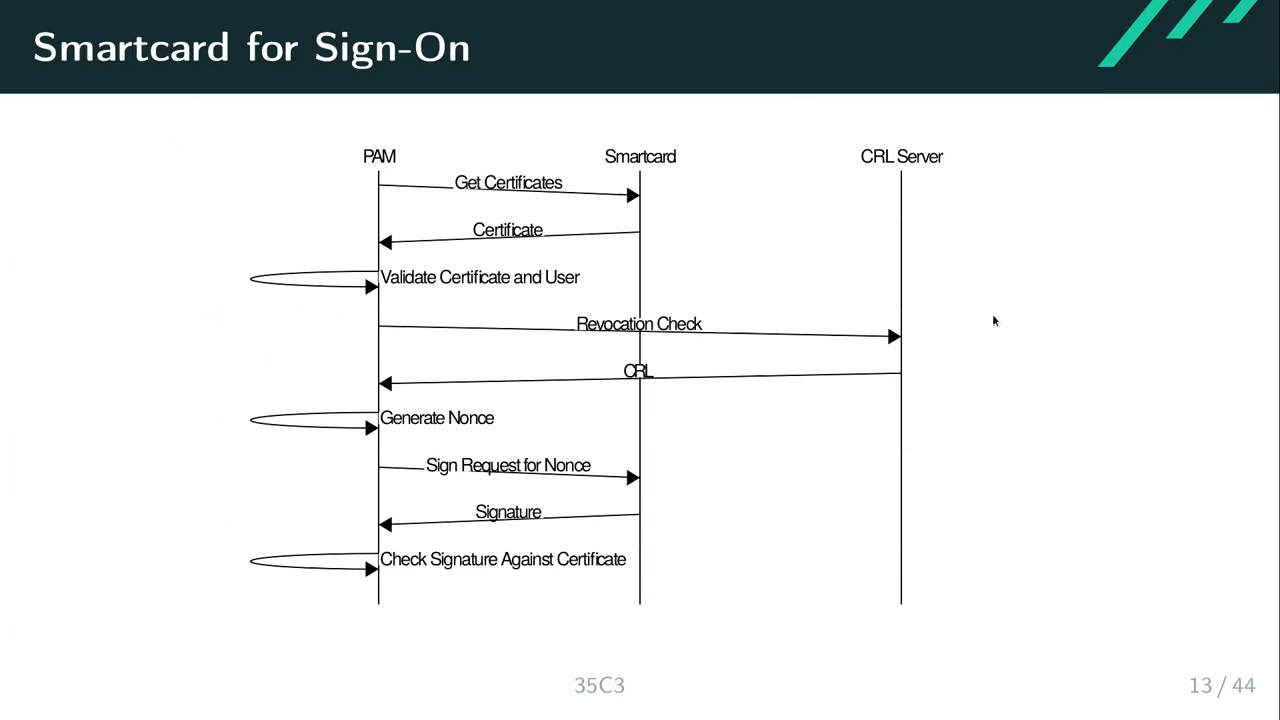 Smartcard for Sign-On
PAM
Smartcard
CRL Server
Get Certificates
Certificate
Validate Certificate and User
Revocation Check
CRL
Generate Nonce
Sign Request for Nonce
Signature
Check Signature Against Certificate
35C3
13 / 44